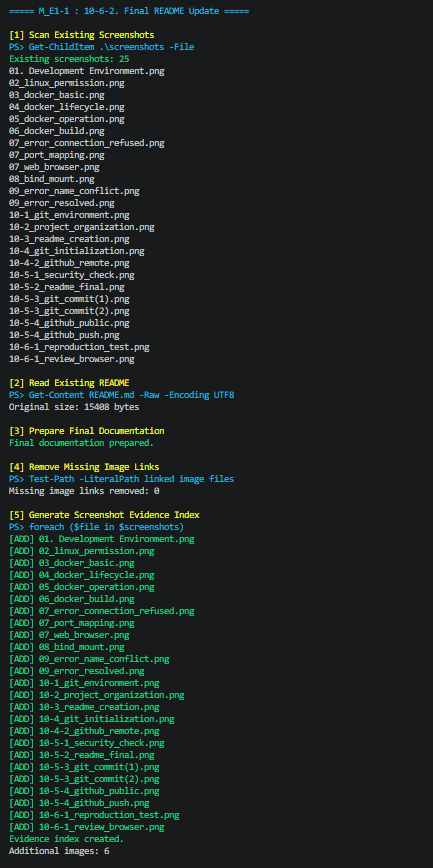 ===== M_E1-1 : 10-6-2. Final README Update =====
[1] Scan Existing Screenshots
PS> Get-ChildItem .\screenshots -File
Existing screenshots: 25
01. Development Environment.png
02_linux_permission.png
03_docker_basic.png
04_docker_lifecycle.png
05_docker_operation.png
06_docker_build.png
07_error_connection_refused.png
07_port_mapping.png
07_web_browser.png
08_bind_mount.png
09_error_name_conflict.png
09_error_resolved.png
10-1_git_environment.png
10-2_project_organization.png
10-3_readme_creation.png
10-4_git_initialization.png
10-4-2_github_remote.png
10-5-1_security_check.png
10-5-2_readme_final.png
10-5-3_git_commit(1).png
10-5-3_git_commit(2).png
10-5-4_github_public.png
10-5-4_github_push.png
10-6-1_reproduction_test.png
10-6-1_review_browser.png
[2] Read Existing README
PS> Get-Content README.md -Raw -Encoding UTF8
Original size: 15408 bytes
[3] Prepare Final Documentation
Final documentation prepared.
[4] Remove Missing Image Links
PS> Test-Path -LiteralPath linked image files
Missing image links removed: 0
[5] Generate Screenshot Evidence Index
PS> foreach ($file in $screenshots)
[ADD] 01. Development Environment.png
[ADD] 02_linux_permission.png
[ADD] 03_docker_basic.png
[ADD] 04_docker_lifecycle.png
[ADD] 05_docker_operation.png
[ADD] 06_docker_build.png
[ADD] 07_error_connection_refused.png
[ADD] 07_port_mapping.png
[ADD] 07_web_browser.png
[ADD] 08_bind_mount.png
[ADD] 09_error_name_conflict.png
[ADD] 09_error_resolved.png
[ADD] 10-1_git_environment.png
[ADD] 10-2_project_organization.png
[ADD] 10-3_readme_creation.png
[ADD] 10-4_git_initialization.png
[ADD] 10-4-2_github_remote.png
[ADD] 10-5-1_security_check.png
[ADD] 10-5-2_readme_final.png
[ADD] 10-5-3_git_commit(1).png
[ADD] 10-5-3_git_commit(2).png
[ADD] 10-5-4_github_public.png
[ADD] 10-5-4_github_push.png
[ADD] 10-6-1_reproduction_test.png
[ADD] 10-6-1_review_browser.png
Evidence index created.
Additional images: 6